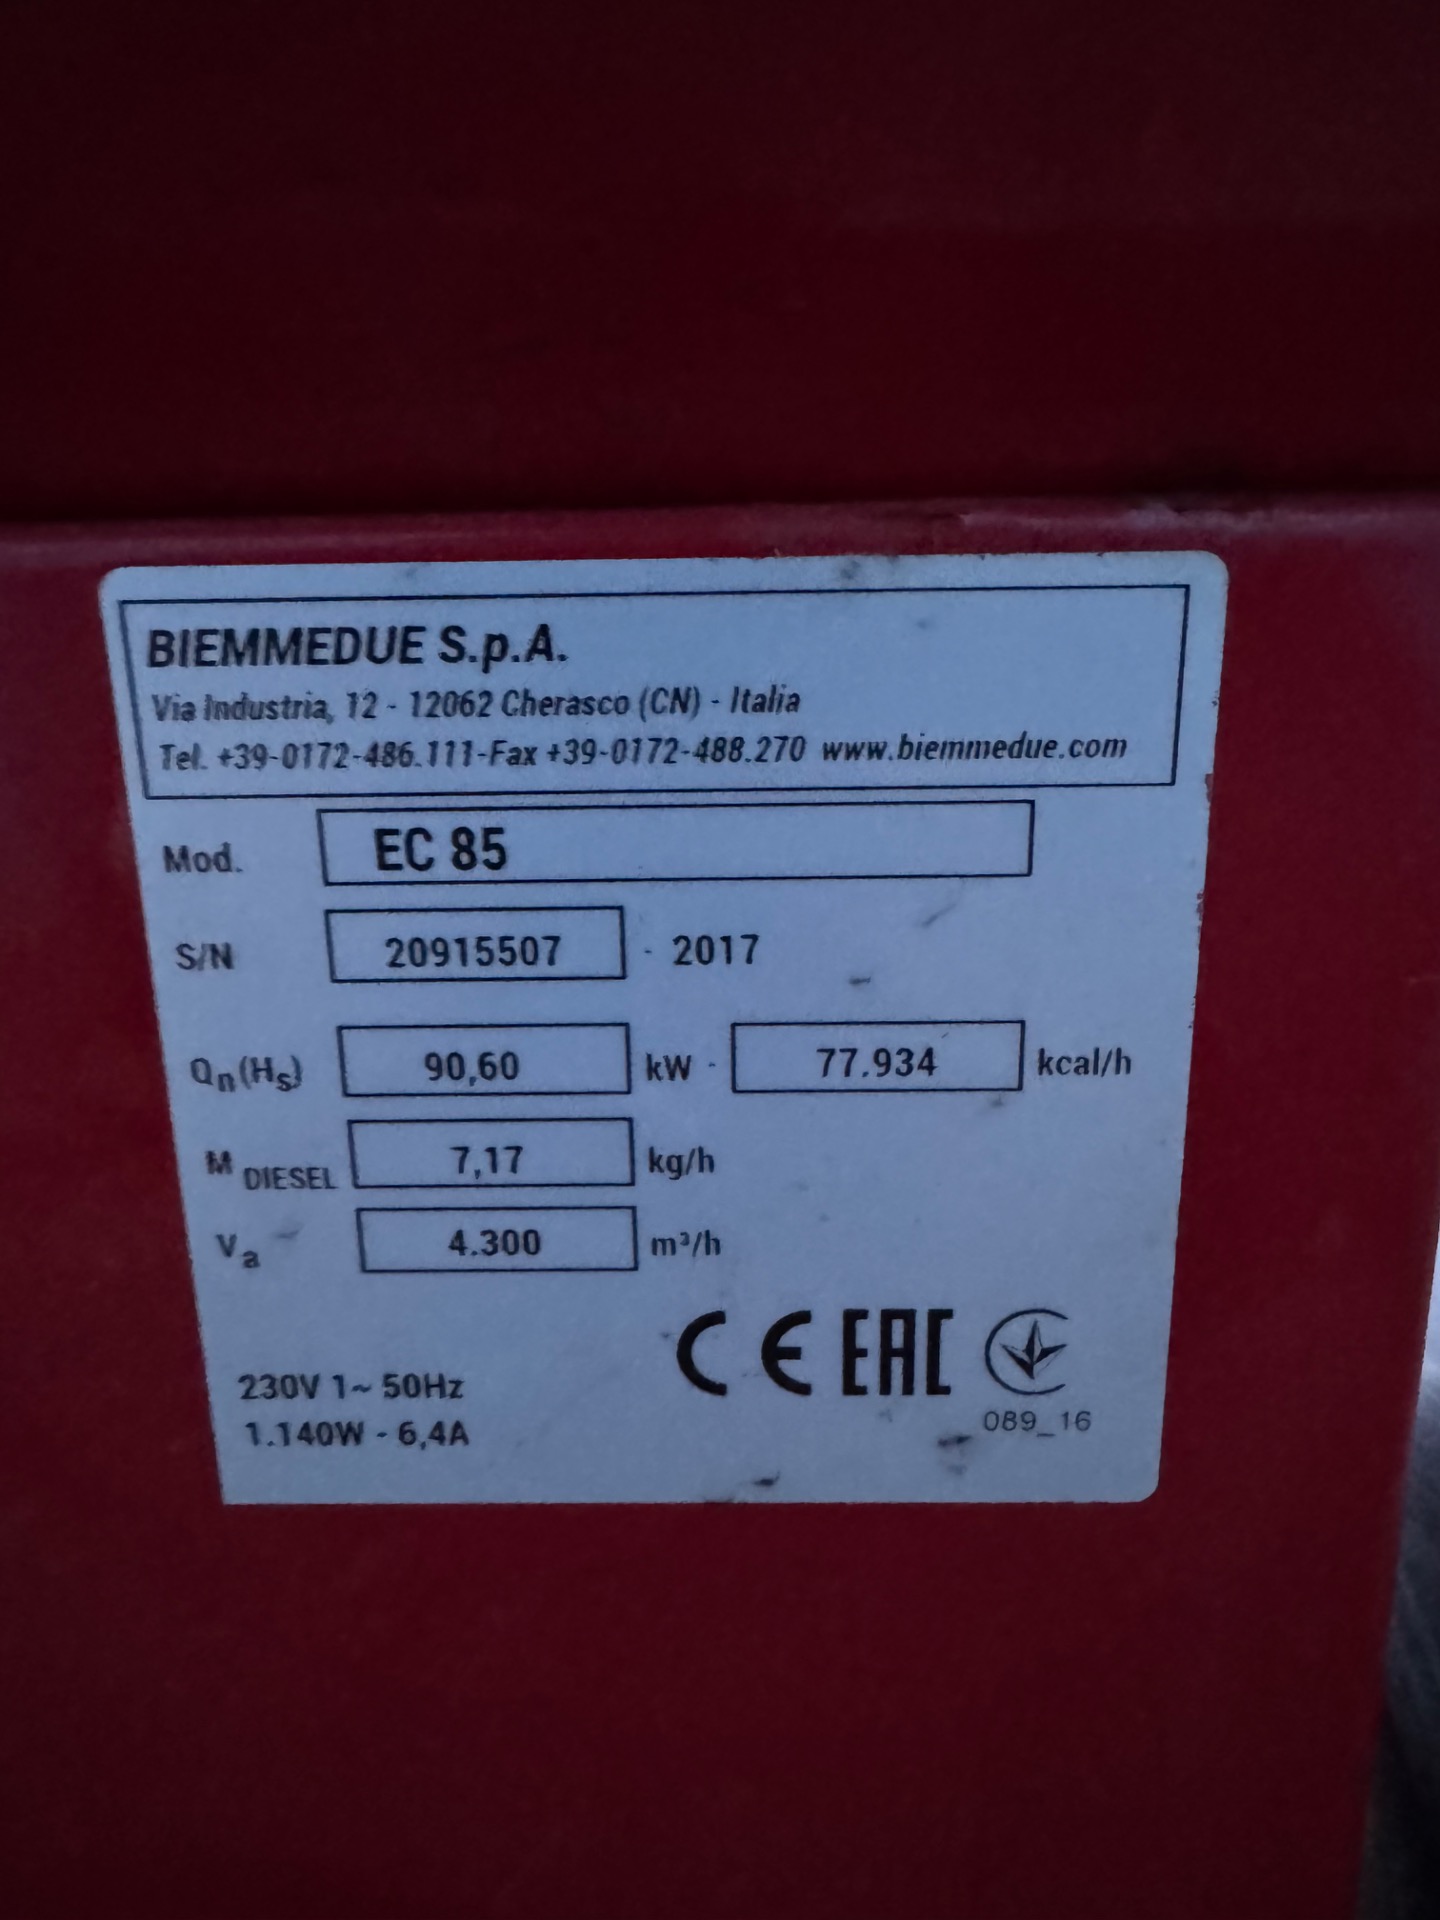 BIEMMEDUE S.p.A.
Via Industria, 12 - 12062 Cherasco (CN) - Italia
Tel. +39-0172-486.111-Fax +39-0172-488.270 www.biemmedue.com
Mod. EC 85
S/N 20915507 - 2017
Qn(Hs) 90,60 kW - 77.934 kcal/h
M DIESEL 7,17 kg/h
Va 4.300 m³/h
CE EAC
230V 1~ 50Hz
1.140W - 6,4A
089_16